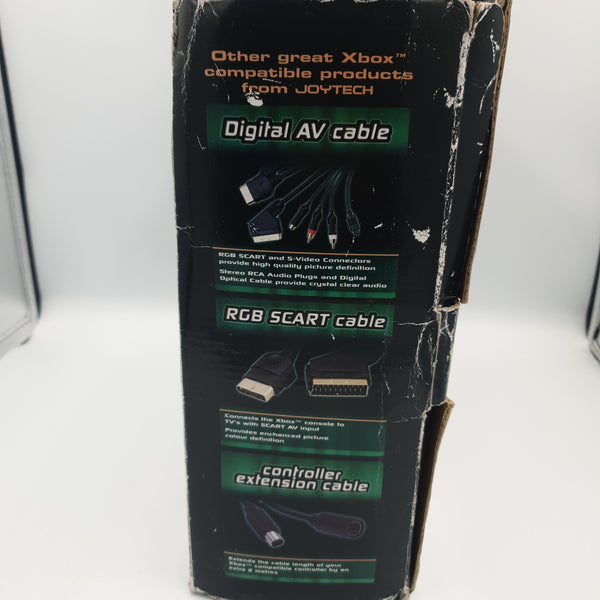 Other great Xbox™
compatible products
from JOYTECH
Digital AV cable
RGB SCART and S-Video Connectors
provide high quality picture definition
Stereo RCA Audio Plugs and Digital
Optical Cable provide crystal clear audio
RGB SCART cable
Connects the Xbox™ console to
TV's with SCART AV input
Provides enchanced picture
colour definition
controller
extension cable
Extends the cable length of your
Xbox™ compatible controller by an
extra 2 metres